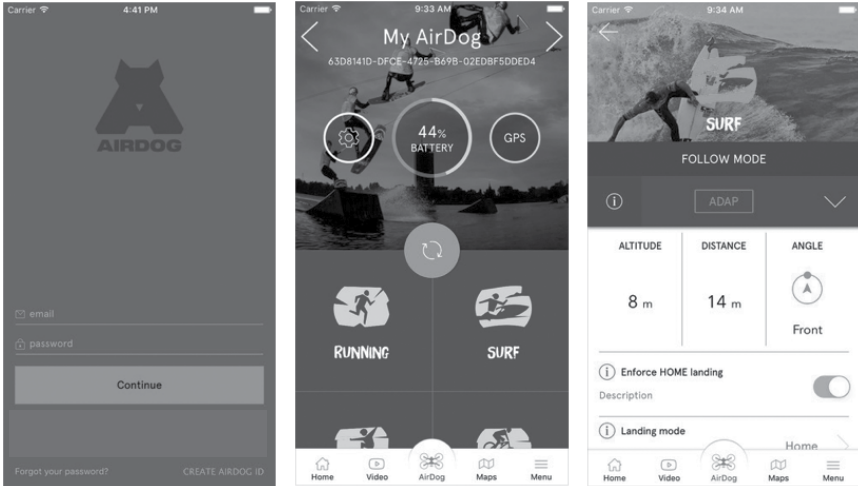 Carrier 4:41 PM
AIRDOG
email
password
Continue
Forgot your password? CREATE AIRDOG ID
Carrier 9:33 AM
My AirDog
63D8141D-DFCE-4725-B69B-02EDBF5DDED4
44%
BATTERY
GPS
RUNNING SURF
Home Video AirDog Maps Menu
Carrier 9:34 AM
SURF
FOLLOW MODE
i ADAP
ALTITUDE DISTANCE ANGLE
8 m 14 m
Front
i Enforce HOME landing
Description
i Landing mode
Home
Home Video AirDog Maps Menu